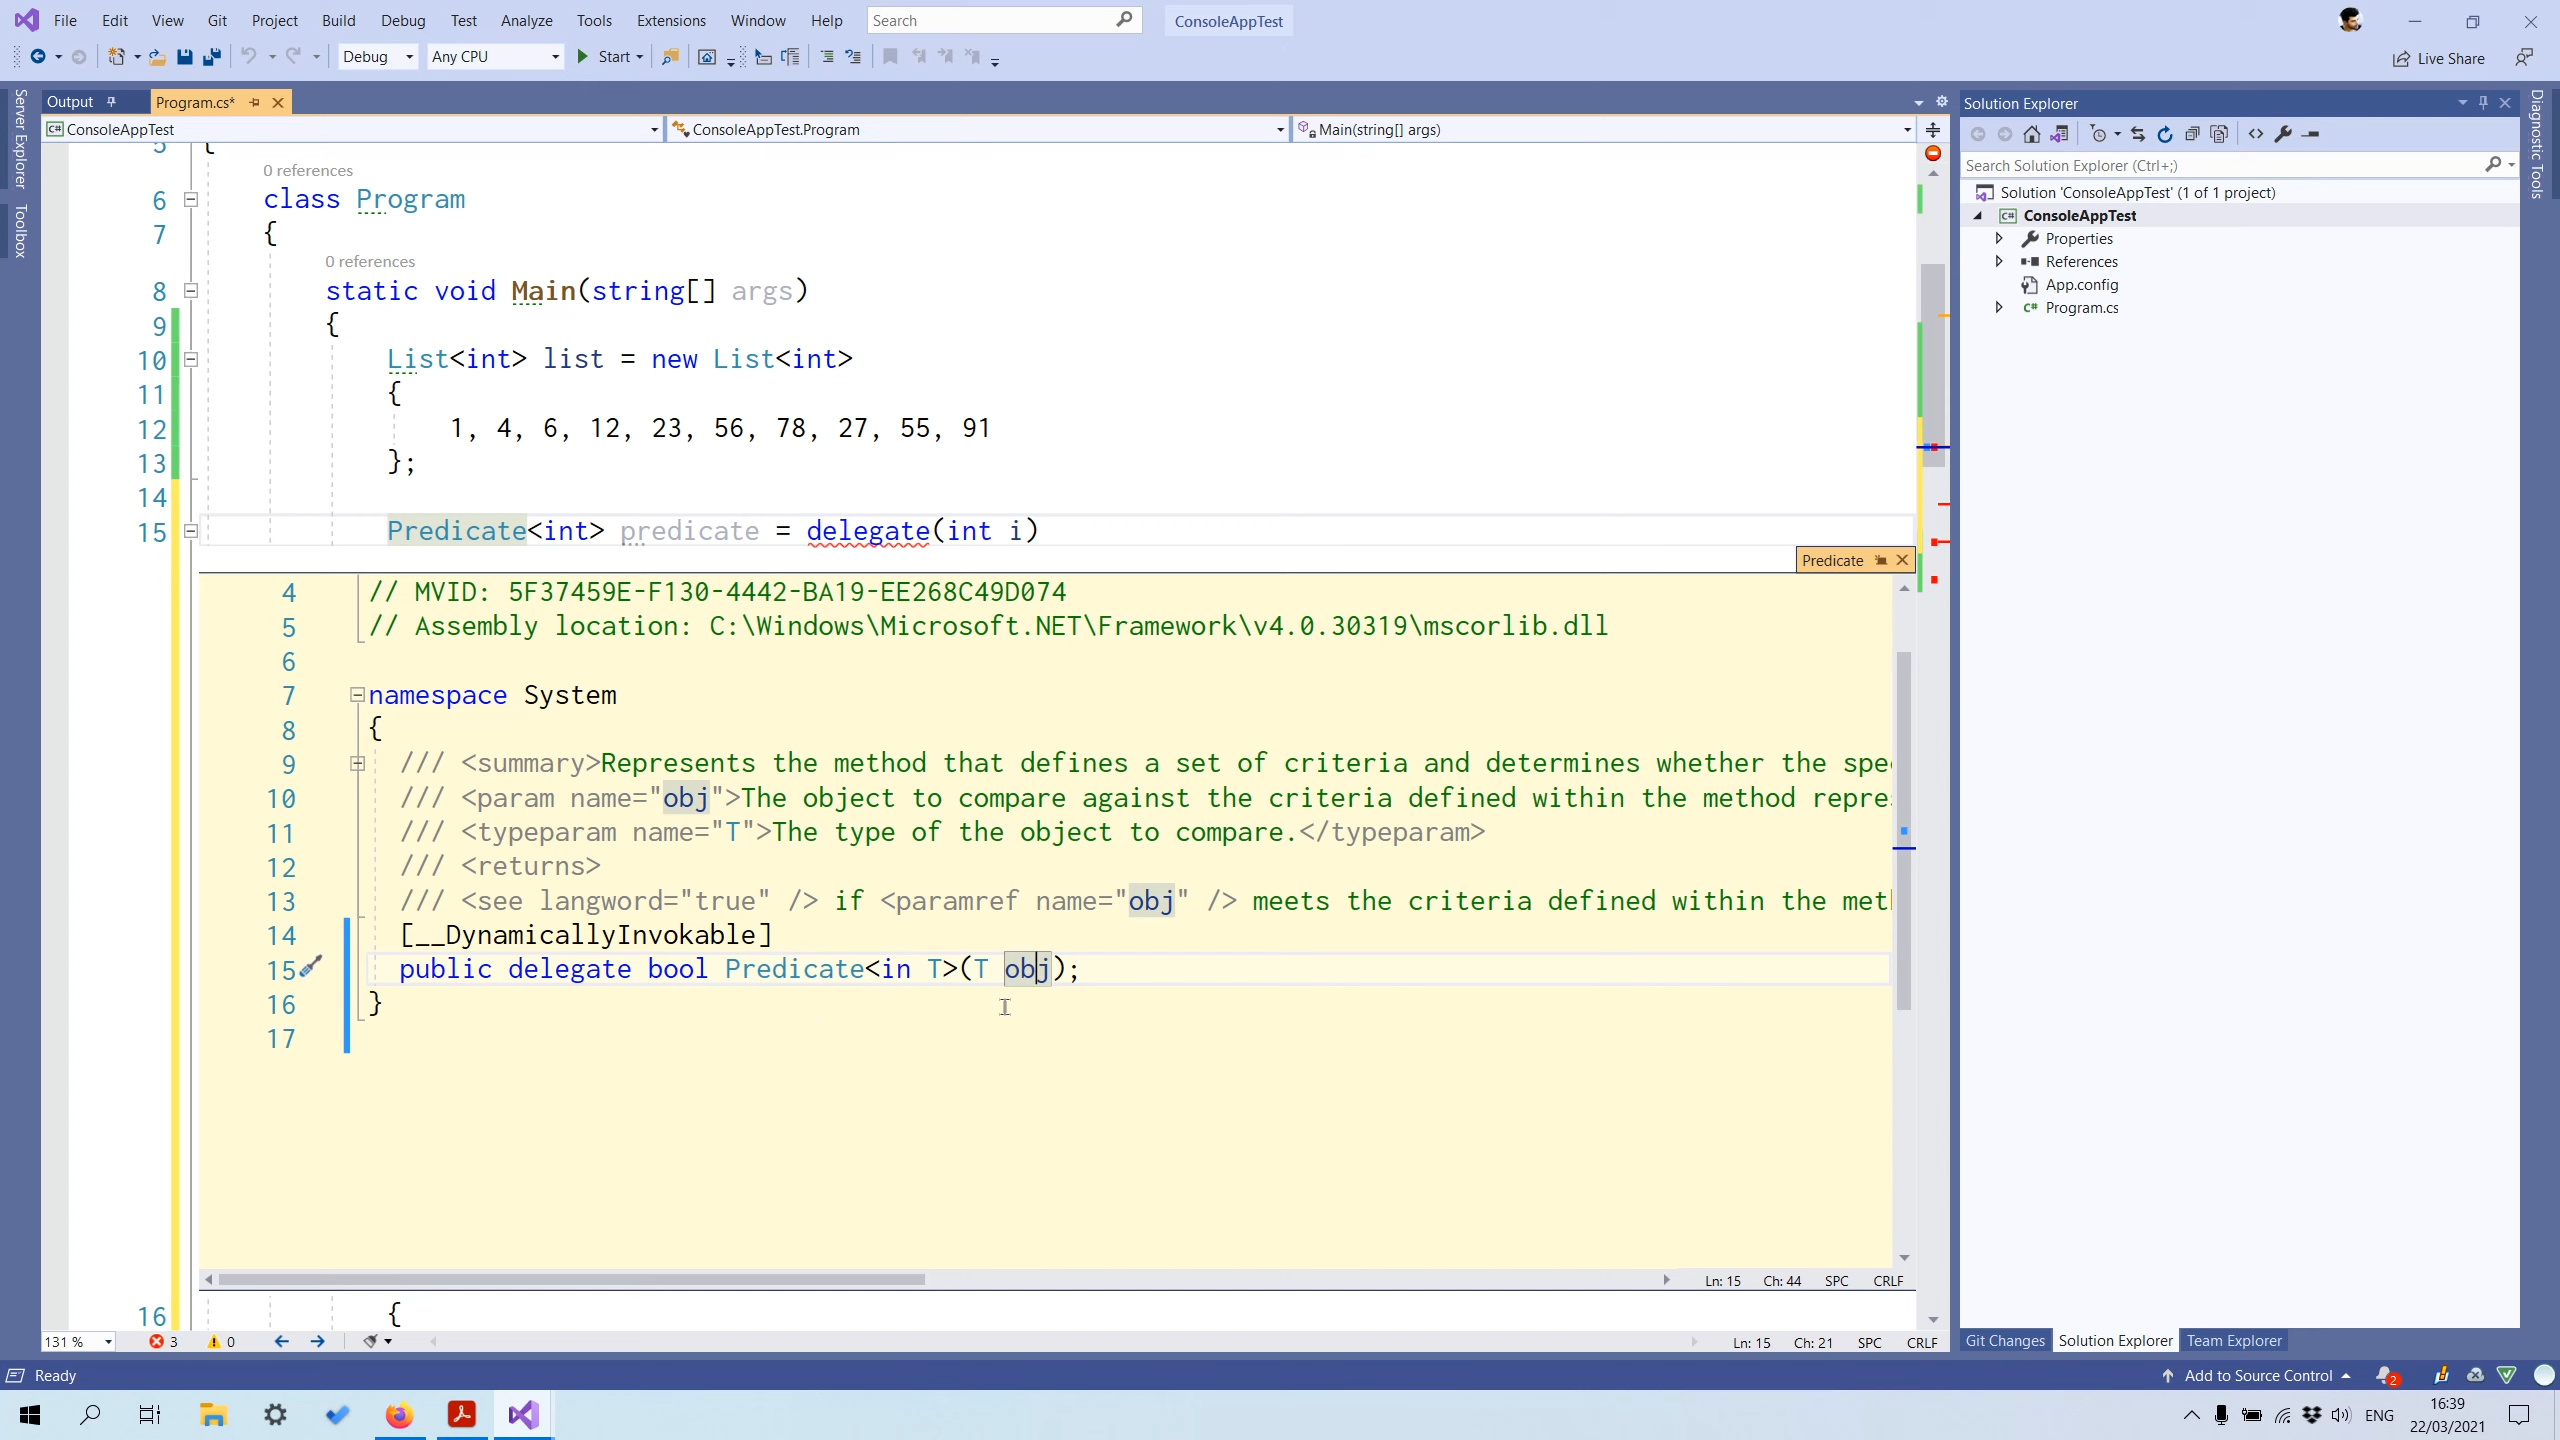 File Edit View Git Project Build Debug Test Analyze Tools Extensions Window Help Search ConsoleAppTest
Debug Any CPU Start Live Share
Server Explorer
Toolbox
Output Program.cs*
ConsoleAppTest ConsoleAppTest.Program Main(string[] args)
5 {
0 references
6 class Program
7 {
0 references
8 static void Main(string[] args)
9 {
10 List<int> list = new List<int>
11 {
12 1, 4, 6, 12, 23, 56, 78, 27, 55, 91
13 };
14
15 Predicate<int> predicate = delegate(int i)
Predicate
4 // MVID: 5F37459E-F130-4442-BA19-EE268C49D074
5 // Assembly location: C:\Windows\Microsoft.NET\Framework\v4.0.30319\mscorlib.dll
6
7 namespace System
8 {
9 /// <summary>Represents the method that defines a set of criteria and determines whether the spe
10 /// <param name="obj">The object to compare against the criteria defined within the method repre
11 /// <typeparam name="T">The type of the object to compare.</typeparam>
12 /// <returns>
13 /// <see langword="true" /> if <paramref name="obj" /> meets the criteria defined within the met
14 [__DynamicallyInvokable]
15 public delegate bool Predicate<in T>(T obj);
16 }
17
Ln: 15 Ch: 44 SPC CRLF
16 {
131 % 3 0 Ln: 15 Ch: 21 SPC CRLF
Solution Explorer
Search Solution Explorer (Ctrl+;)
Solution 'ConsoleAppTest' (1 of 1 project)
C# ConsoleAppTest
Properties
References
App.config
C# Program.cs
Git Changes Solution Explorer Team Explorer
Diagnostic Tools
Ready Add to Source Control 2
ENG 16:39
22/03/2021